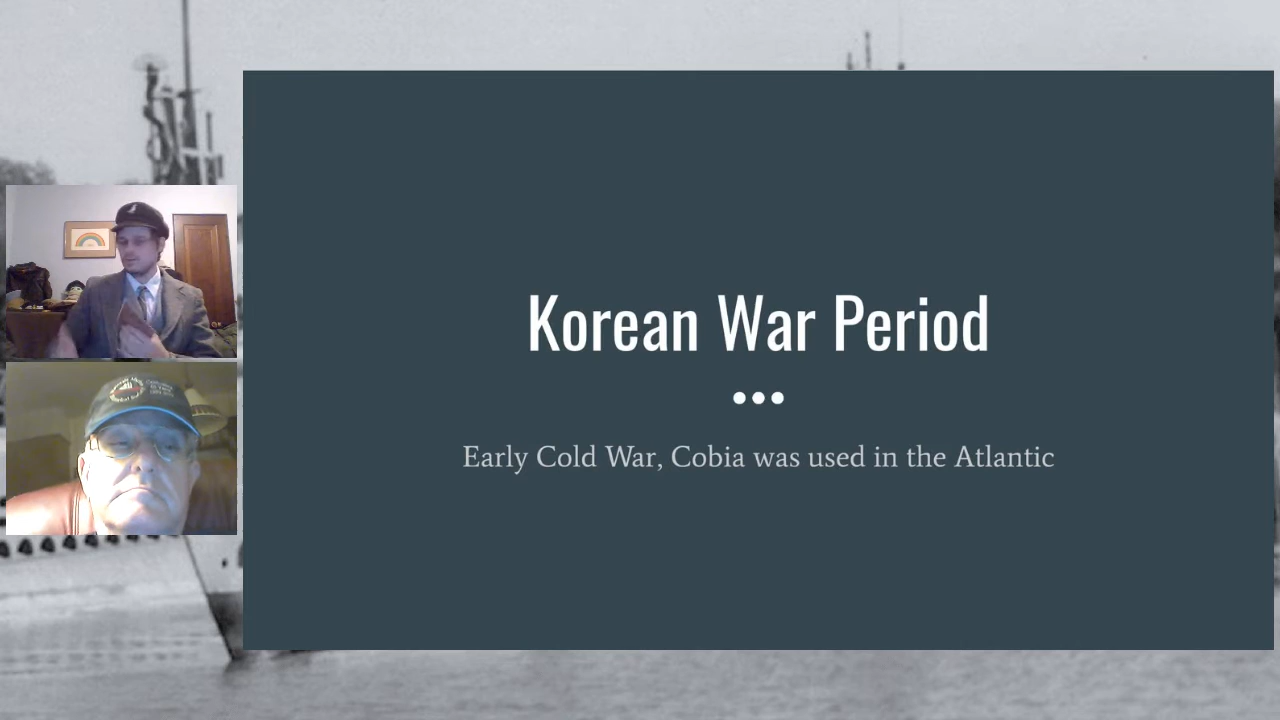 Korean War Period
Early Cold War, Cobia was used in the Atlantic